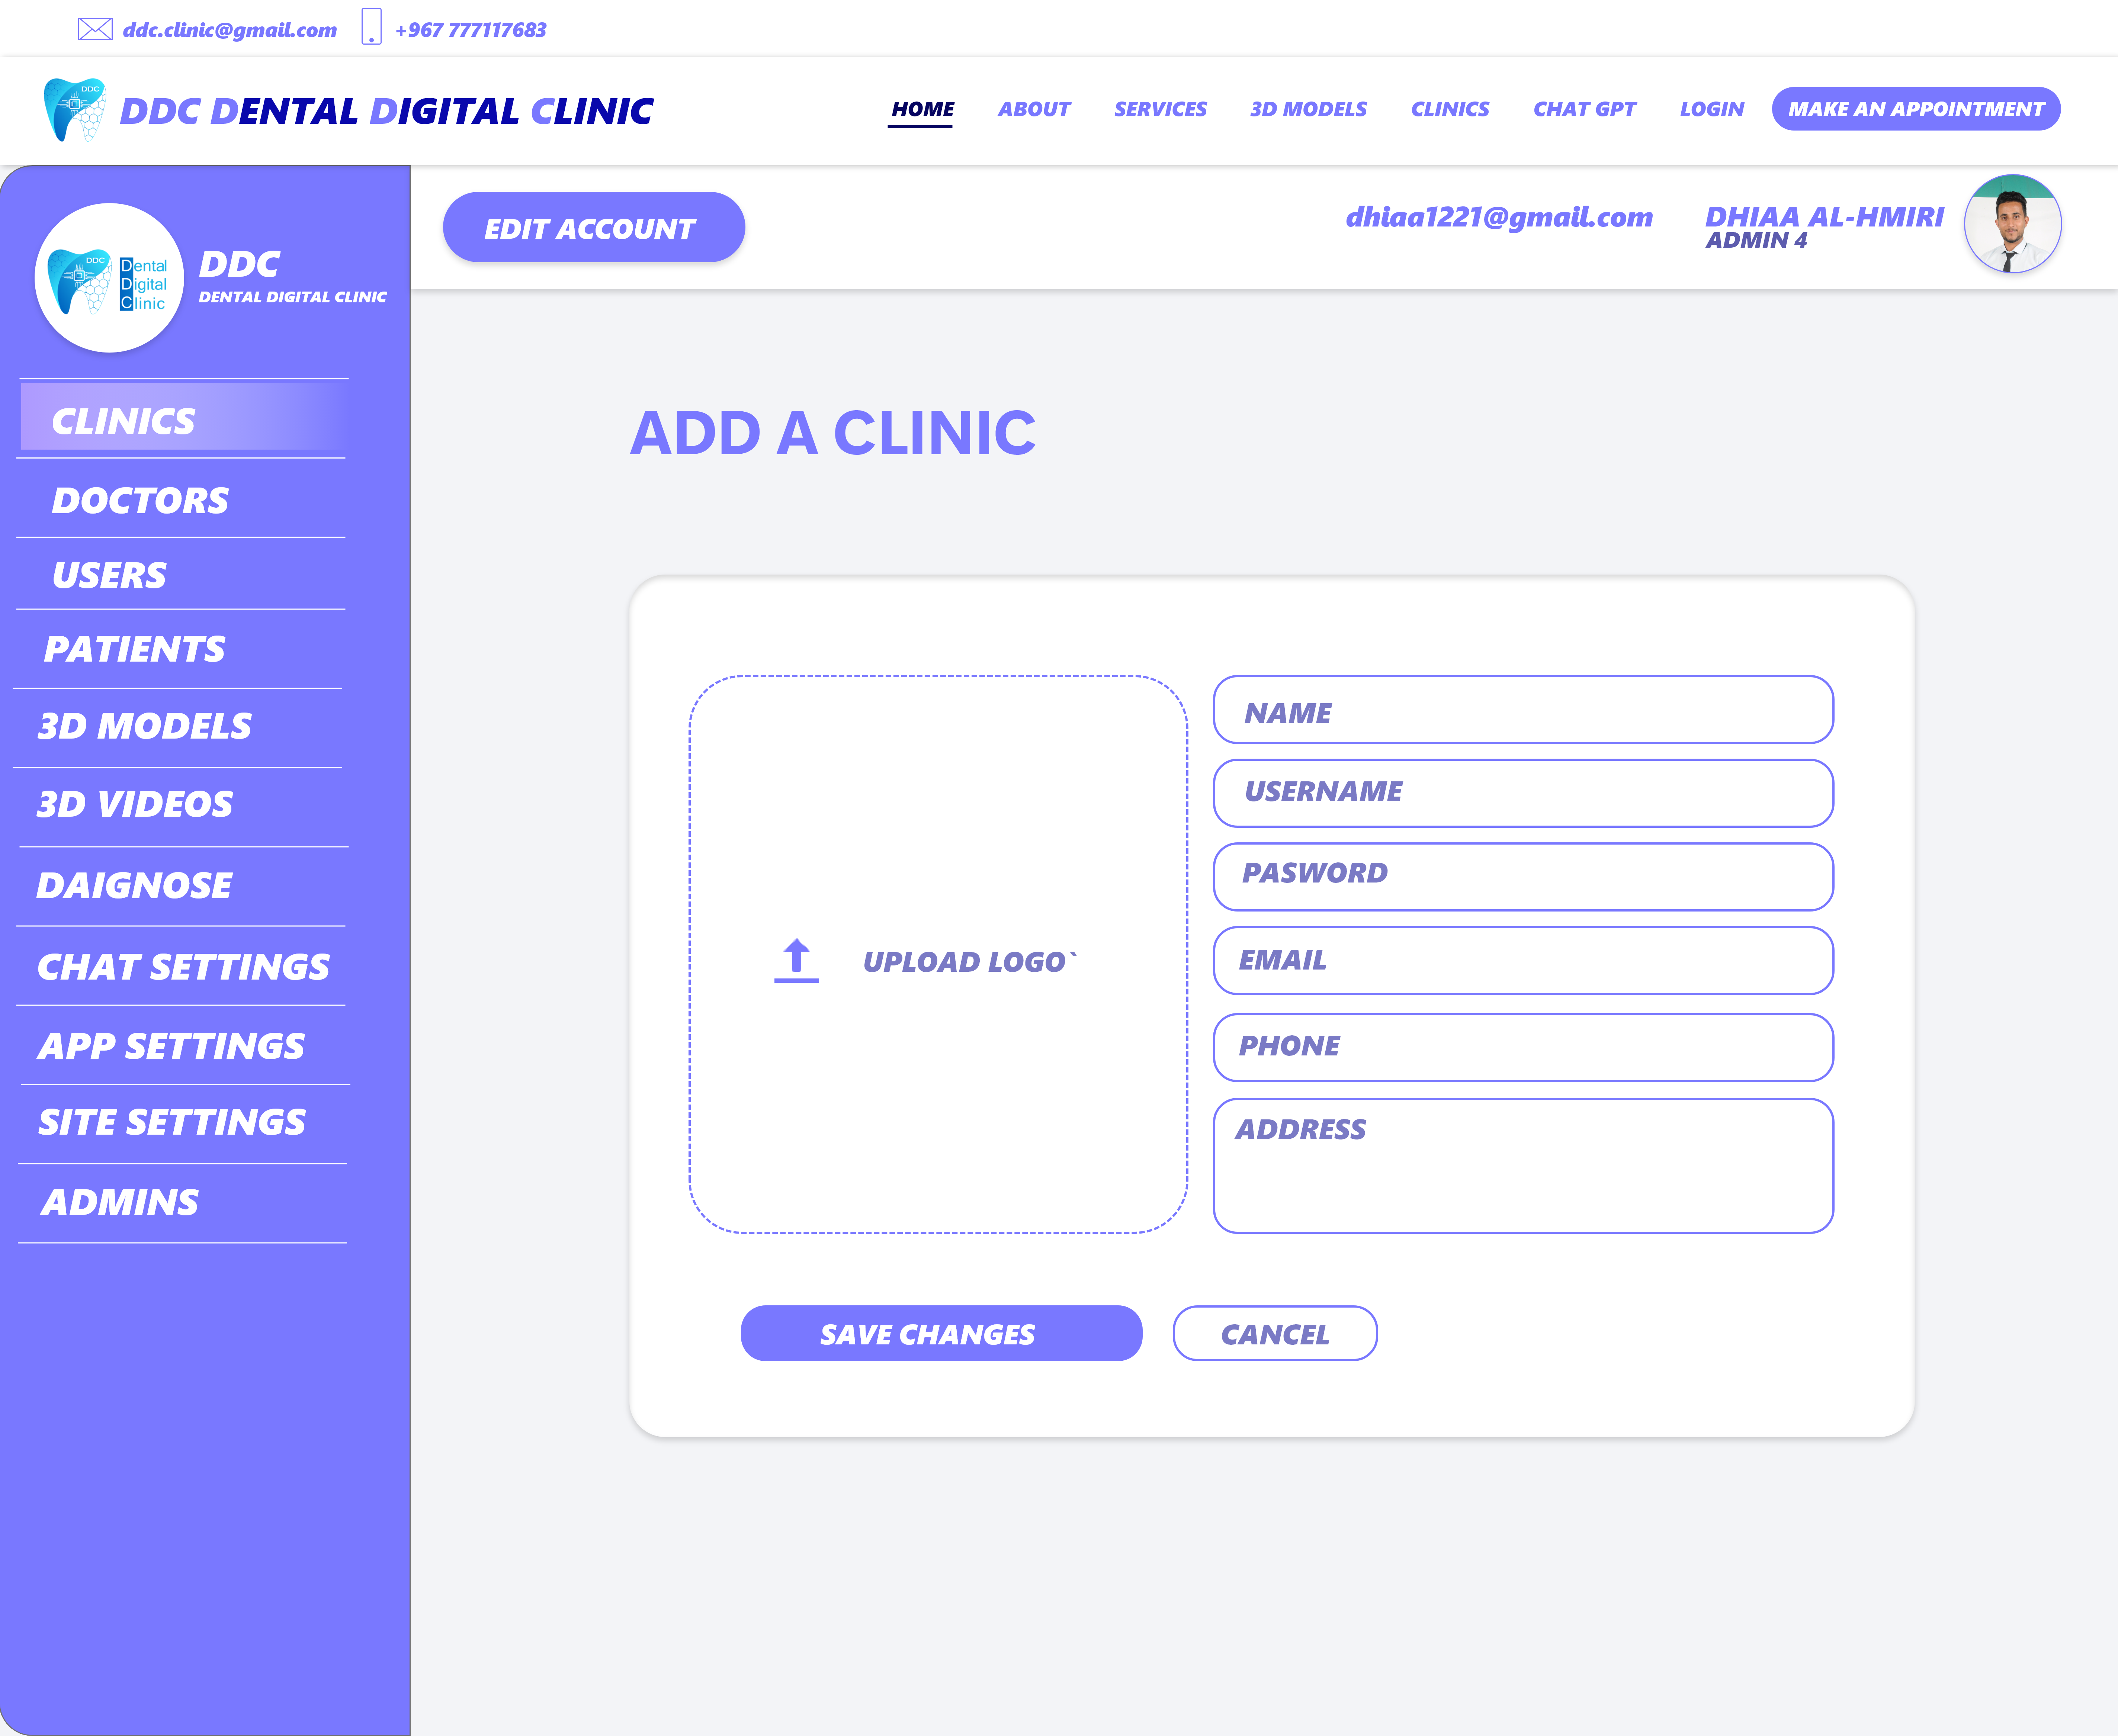 ddc.clinic@gmail.com +967 777117683
DDC
DDC DENTAL DIGITAL CLINIC
HOME ABOUT SERVICES 3D MODELS CLINICS CHAT GPT LOGIN MAKE AN APPOINTMENT
DDC
Dental
Digital
Clinic
DDC
DENTAL DIGITAL CLINIC
CLINICS
DOCTORS
USERS
PATIENTS
3D MODELS
3D VIDEOS
DAIGNOSE
CHAT SETTINGS
APP SETTINGS
SITE SETTINGS
ADMINS
EDIT ACCOUNT
dhiaa1221@gmail.com
DHIAA AL-HMIRI
ADMIN 4
ADD A CLINIC
UPLOAD LOGO`
NAME
USERNAME
PASWORD
EMAIL
PHONE
ADDRESS
SAVE CHANGES
CANCEL